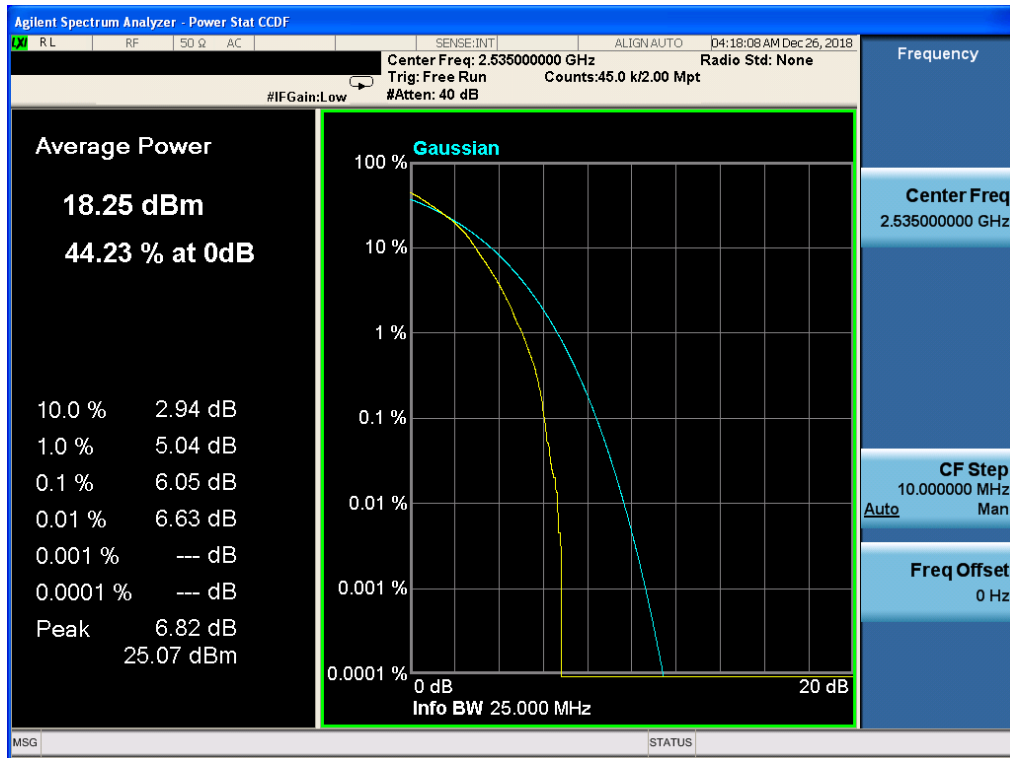 Agilent Spectrum Analyzer - Power Stat CCDF
LXI RL RF 50 Ω AC SENSE:INT ALIGNAUTO 04:18:08 AM Dec 26, 2018
Center Freq: 2.535000000 GHz Radio Std: None
Trig: Free Run Counts:45.0 k/2.00 Mpt
#IFGain:Low #Atten: 40 dB
Average Power
18.25 dBm
44.23 % at 0dB
10.0 % 2.94 dB
1.0 % 5.04 dB
0.1 % 6.05 dB
0.01 % 6.63 dB
0.001 % --- dB
0.0001 % --- dB
Peak 6.82 dB
25.07 dBm
Gaussian
100 %
10 %
1 %
0.1 %
0.01 %
0.001 %
0.0001 %
0 dB 20 dB
Info BW 25.000 MHz
Frequency
Center Freq
2.535000000 GHz
CF Step
10.000000 MHz
Auto Man
Freq Offset
0 Hz
MSG STATUS